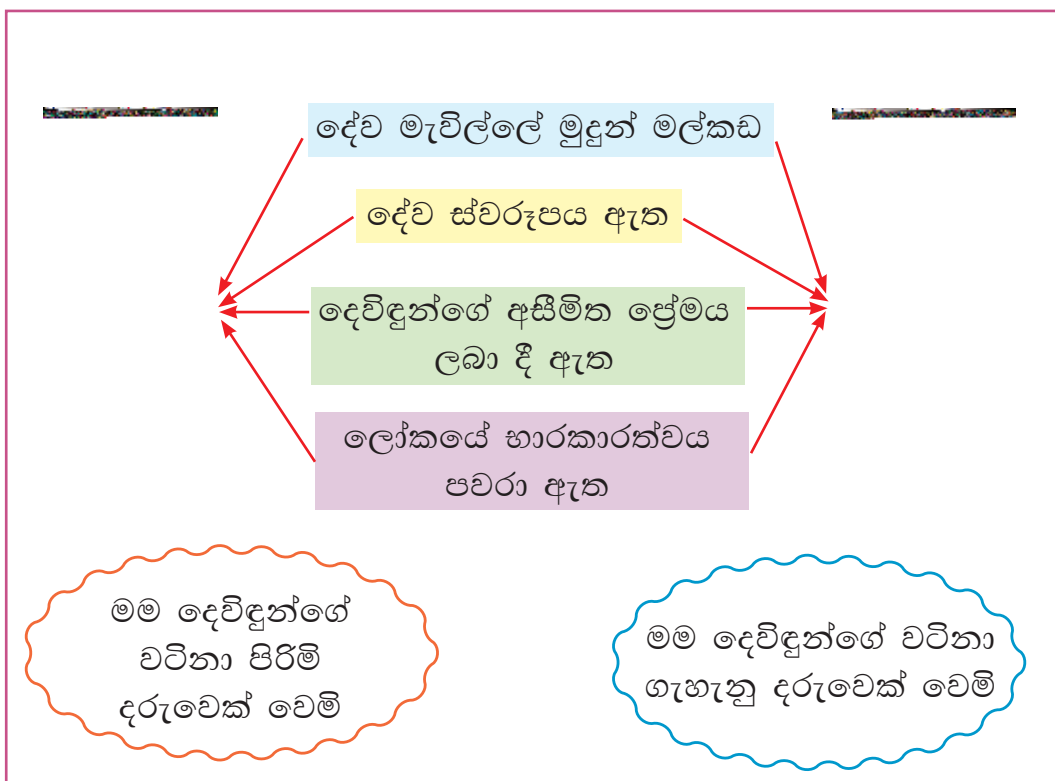 දේව මැවිල්ලේ මුදුන් මල්කඩ
දේව ස්වරූපය ඇත
දෙවිඳුන්ගේ අසීමිත ප්‍රේමය
ලබා දී ඇත
ලෝකයේ භාරකාරත්වය
පවරා ඇත
මම දෙවිඳුන්ගේ
වටිනා පිරිමි
දරුවෙක් වෙමි
මම දෙවිඳුන්ගේ වටිනා
ගැහැනු දරුවෙක් වෙමි